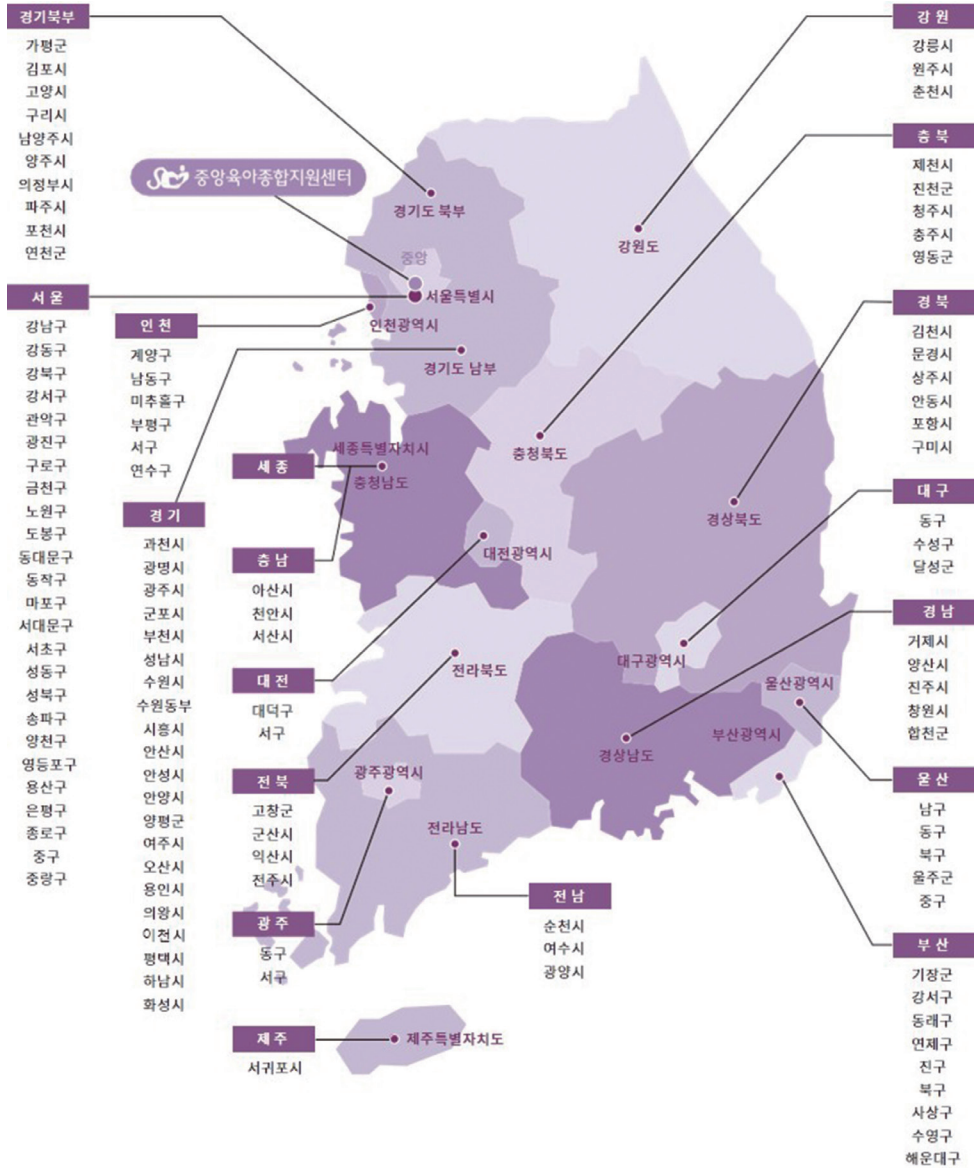 경기북부
가평군
김포시
고양시
구리시
남양주시
양주시
의정부시
파주시
포천시
연천군
서울
강남구
강동구
강북구
강서구
관악구
광진구
구로구
금천구
노원구
도봉구
동대문구
동작구
마포구
서대문구
서초구
성동구
성북구
송파구
양천구
영등포구
용산구
은평구
종로구
중구
중랑구
인천
계양구
남동구
미추홀구
부평구
서구
연수구
경기
과천시
광명시
광주시
군포시
부천시
성남시
수원시
수원동부
시흥시
안산시
안성시
안양시
양평군
여주시
오산시
용인시
의왕시
이천시
평택시
하남시
화성시
세종
충남
아산시
천안시
서산시
대전
대덕구
서구
전북
고창군
군산시
익산시
전주시
광주
동구
서구
제주
서귀포시
중앙육아종합지원센터
경기도 북부
중앙
서울특별시
인천광역시
경기도 남부
강원도
세종특별자치시
충청남도
충청북도
대전광역시
경상북도
전라북도
대구광역시
울산광역시
부산광역시
경상남도
광주광역시
전라남도
제주특별자치도
전남
순천시
여수시
광양시
강원
강릉시
원주시
춘천시
충북
제천시
진천군
청주시
충주시
영동군
경북
김천시
문경시
상주시
안동시
포항시
구미시
대구
동구
수성구
달성군
경남
거제시
양산시
진주시
창원시
합천군
울산
남구
동구
북구
울주군
중구
부산
기장군
강서구
동래구
연제구
진구
북구
사상구
수영구
해운대구